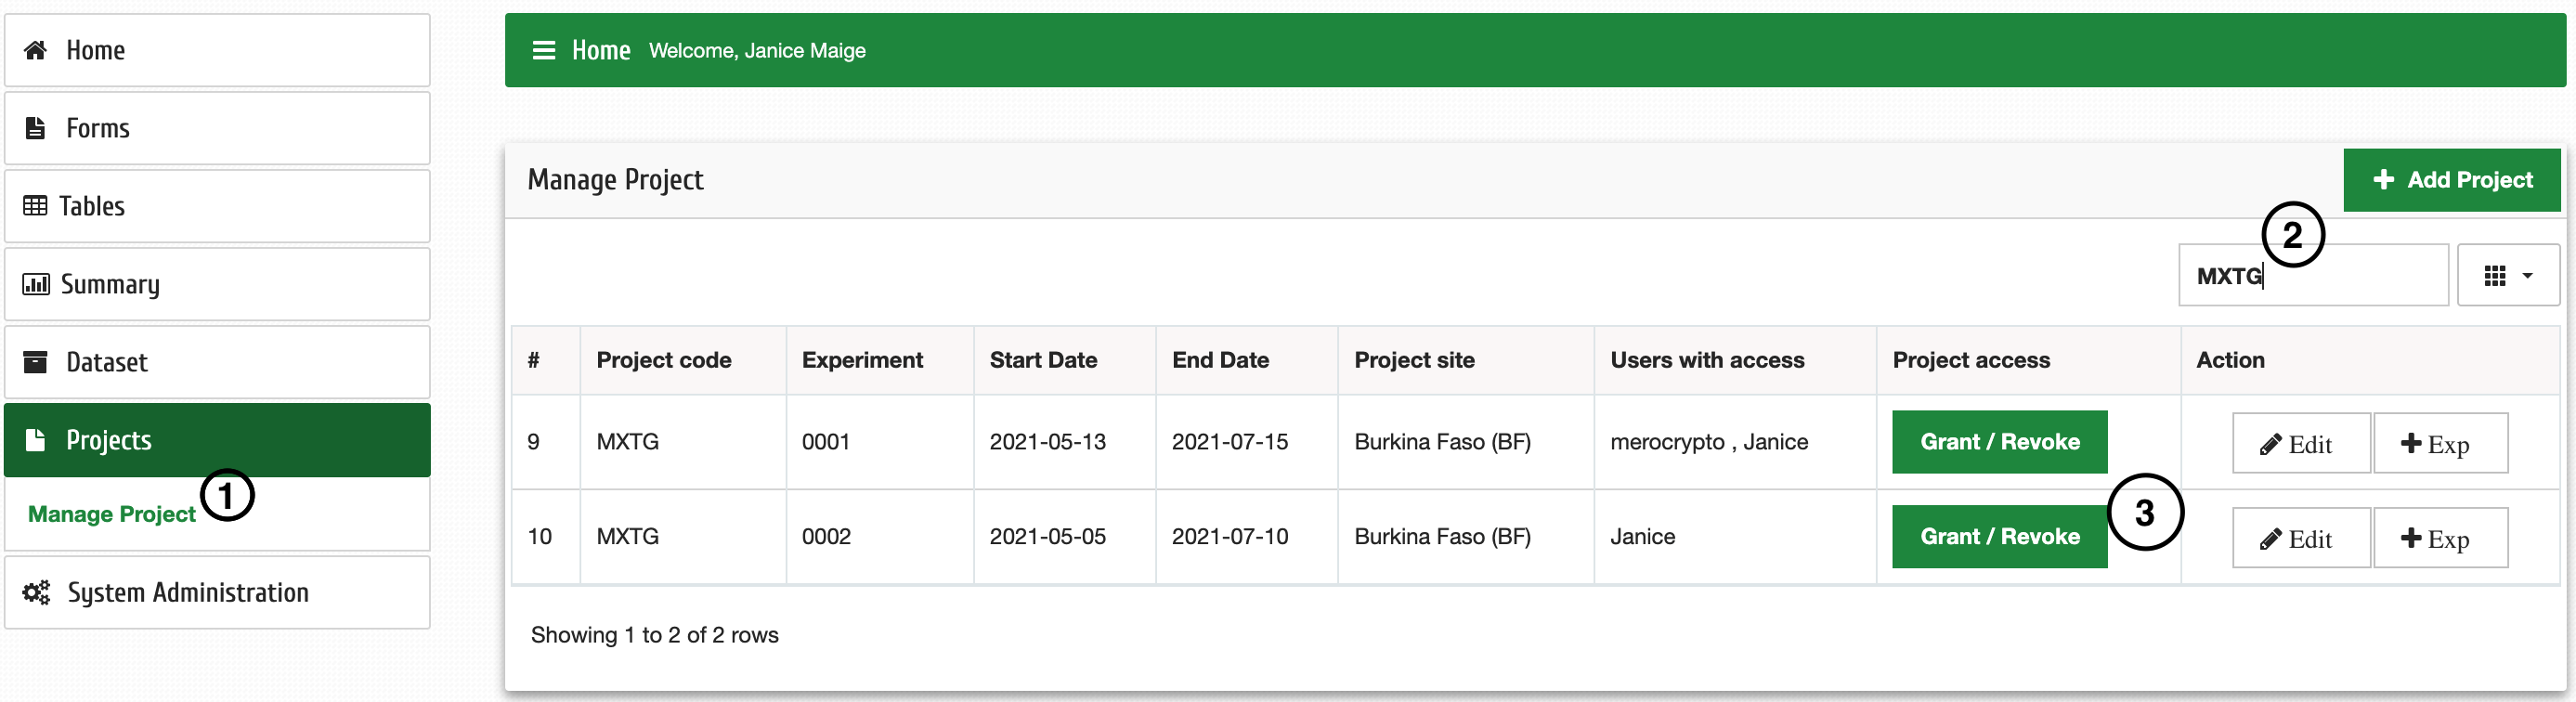 Home
Forms
Tables
Summary
Dataset
Projects
1
Manage Project
System Administration
Home Welcome, Janice Maige
Manage Project
Add Project
2
MXTG
# Project code Experiment Start Date End Date Project site Users with access Project access Action
9 MXTG 0001 2021-05-13 2021-07-15 Burkina Faso (BF) merocrypto , Janice Grant / Revoke Edit Exp
3
10 MXTG 0002 2021-05-05 2021-07-10 Burkina Faso (BF) Janice Grant / Revoke Edit Exp
Showing 1 to 2 of 2 rows